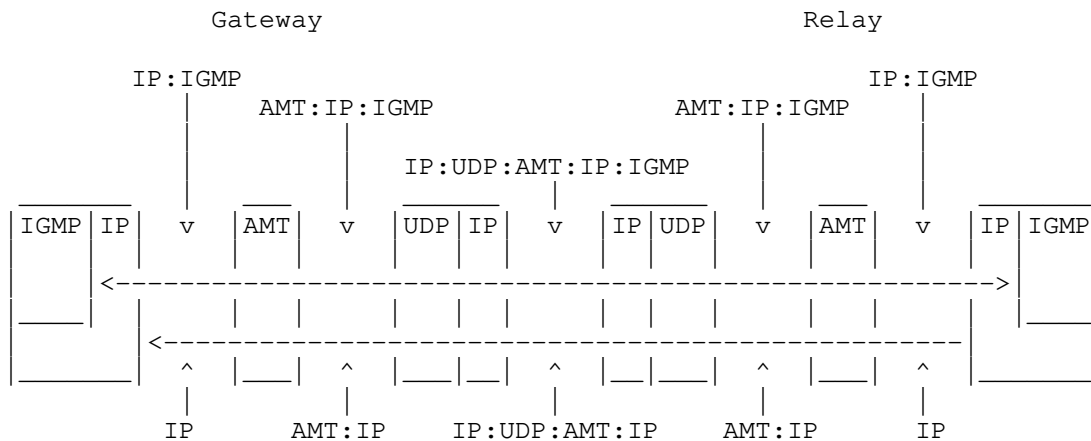 Gateway Relay
IP:IGMP IP:IGMP
AMT:IP:IGMP AMT:IP:IGMP
IP:UDP:AMT:IP:IGMP
IGMP IP v AMT v UDP IP v IP UDP v AMT v IP IGMP
IP AMT:IP IP:UDP:AMT:IP AMT:IP IP